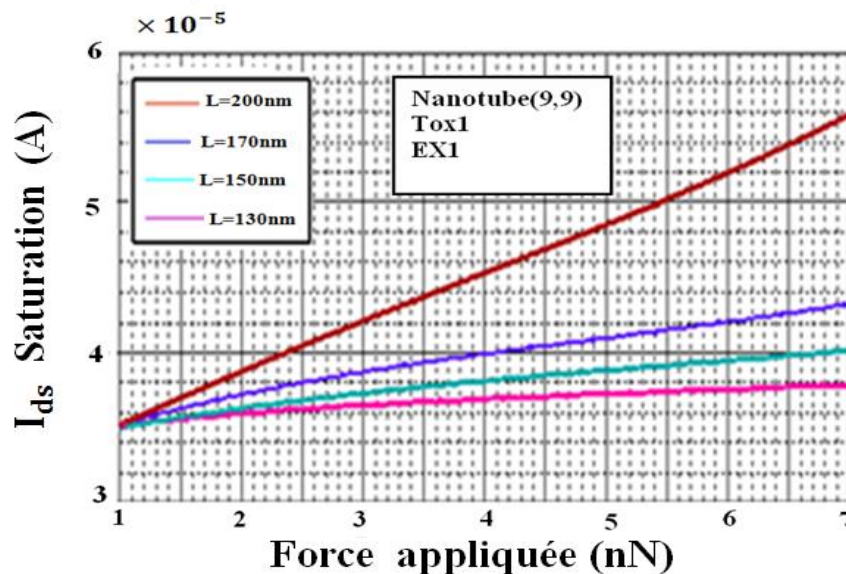 × 10⁻⁵
6
5
4
3
I_ds Saturation (A)
L=200nm
L=170nm
L=150nm
L=130nm
Nanotube(9,9)
Tox1
EX1
1 2 3 4 5 6 7
Force appliquée (nN)